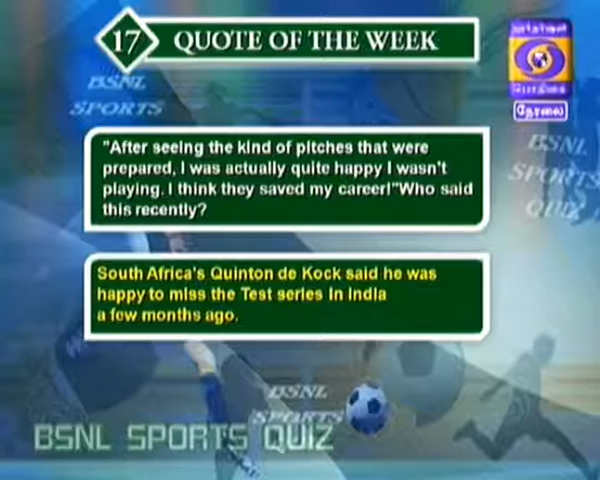 17 QUOTE OF THE WEEK
பொதிகை
நேரலை
BSNL
SPORTS
"After seeing the kind of pitches that were
prepared, I was actually quite happy I wasn't
playing. I think they saved my career!"Who said
this recently?
BSNL
SPORTS
QUIZ
South Africa's Quinton de Kock said he was
happy to miss the Test series in India
a few months ago.
BSNL
SPORTS
BSNL SPORTS QUIZ